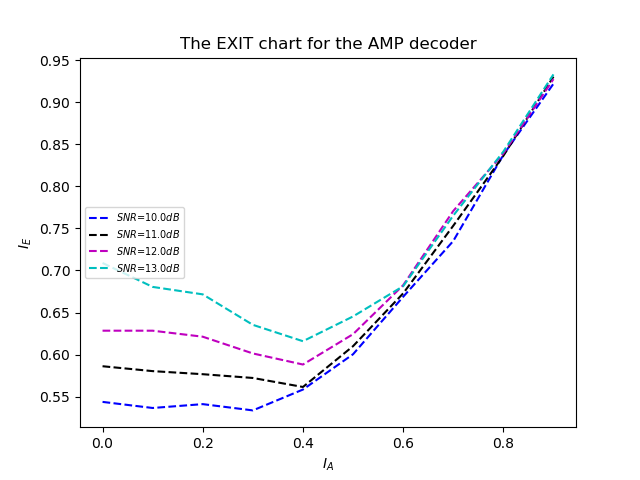 The EXIT chart for the AMP decoder
0.95
0.90
0.85
0.80
0.75
0.70
0.65
0.60
0.55
I_E
SNR=10.0dB
SNR=11.0dB
SNR=12.0dB
SNR=13.0dB
0.0 0.2 0.4 0.6 0.8
I_A